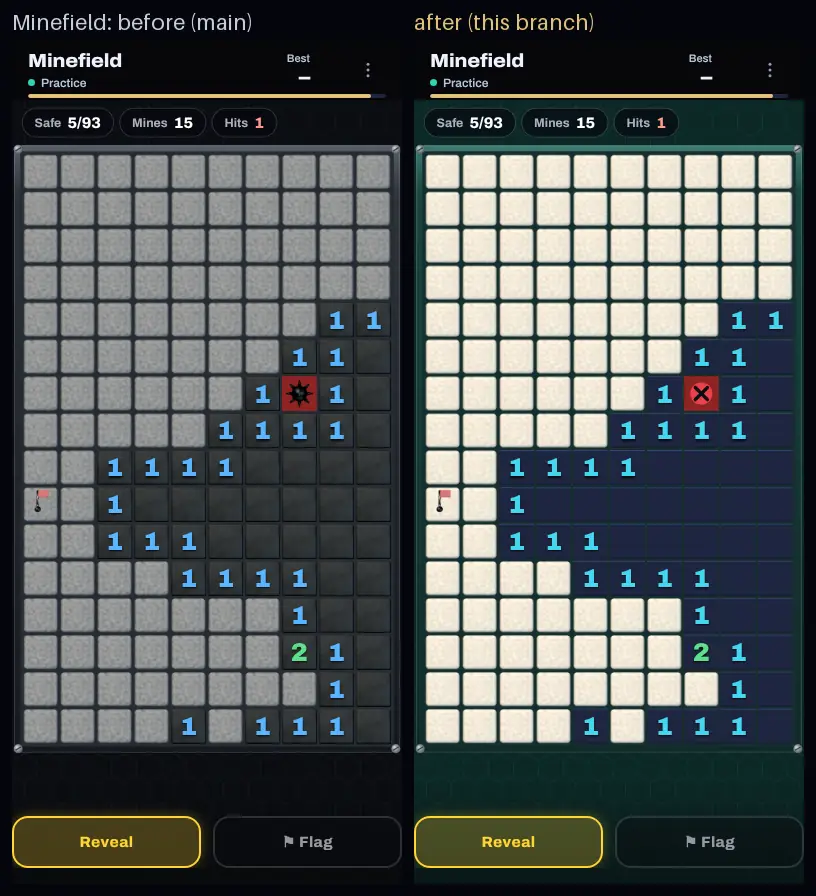 Minefield: before (main)
Minefield
Practice
Best
–
⋮
Safe 5/93
Mines 15
Hits 1
1 1
1 1
1 1
1 1 1 1
1 1 1 1
1
1 1 1
1 1 1 1
1
2 1
1
1 1 1 1
Reveal
⚑ Flag
after (this branch)
Minefield
Practice
Best
–
⋮
Safe 5/93
Mines 15
Hits 1
1 1
1 1
1 1
1 1 1 1
1 1 1 1
1
1 1 1
1 1 1 1
1
2 1
1
1 1 1 1
Reveal
⚑ Flag